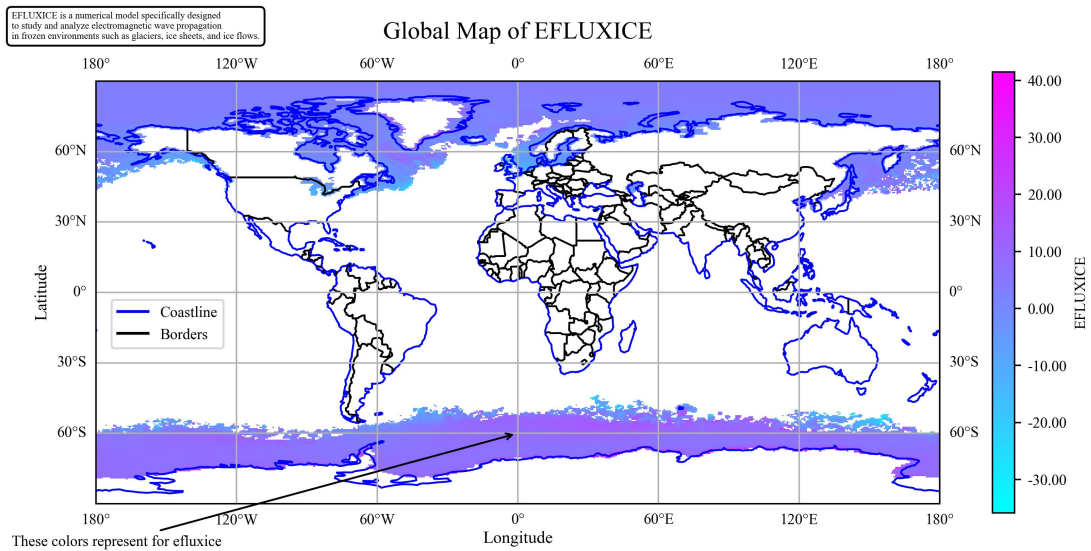 EFLUXICE is a numerical model specifically designed
to study and analyze electromagnetic wave propagation
in frozen environments such as glaciers, ice sheets, and ice flows.
Global Map of EFLUXICE
180° 120°W 60°W 0° 60°E 120°E 180°
60°N 60°N
30°N 30°N
0° 0°
30°S 30°S
60°S 60°S
Latitude
Coastline
Borders
180° 120°W 60°W 0° 60°E 120°E 180°
Longitude
These colors represent for efluxice
40.00
30.00
20.00
10.00
0.00
-10.00
-20.00
-30.00
EFLUXICE